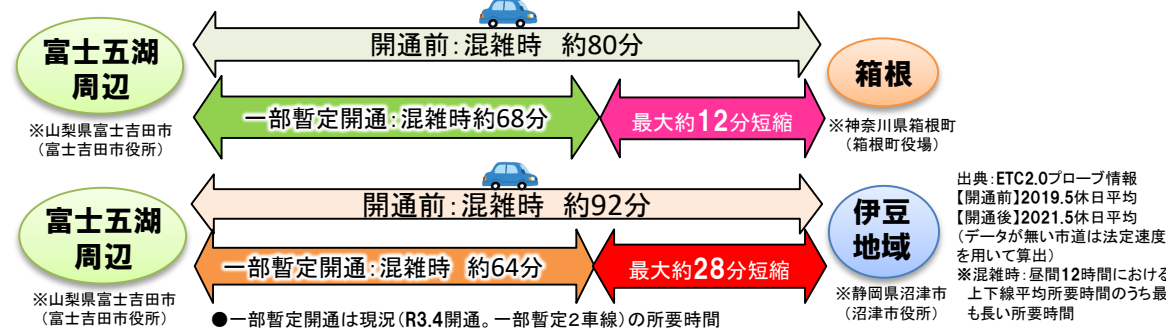 開通前:混雑時 約80分
富士五湖
周辺
箱根
一部暫定開通:混雑時約68分
最大約12分短縮
※山梨県富士吉田市
(富士吉田市役所)
※神奈川県箱根町
(箱根町役場)
開通前:混雑時 約92分
富士五湖
周辺
伊豆
地域
一部暫定開通:混雑時 約64分
最大約28分短縮
※山梨県富士吉田市
(富士吉田市役所)
※静岡県沼津市
(沼津市役所)
出典:ETC2.0プローブ情報
【開通前】2019.5休日平均
【開通後】2021.5休日平均
(データが無い市道は法定速度
を用いて算出)
※混雑時:昼間12時間における
上下線平均所要時間のうち最
も長い所要時間
●一部暫定開通は現況(R3.4開通。一部暫定2車線)の所要時間